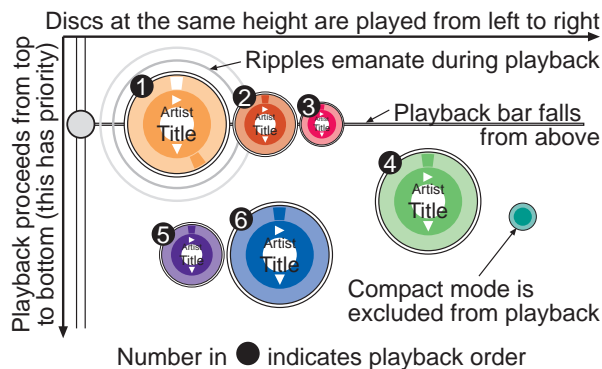 Discs at the same height are played from left to right
Ripples emanate during playback
Playback bar falls
from above
Playback proceeds from top
to bottom (this has priority)
1
Artist
Title
2
Artist
Title
3
Artist
Title
4
Artist
Title
5
Artist
Title
6
Artist
Title
Compact mode is
excluded from playback
Number in ● indicates playback order